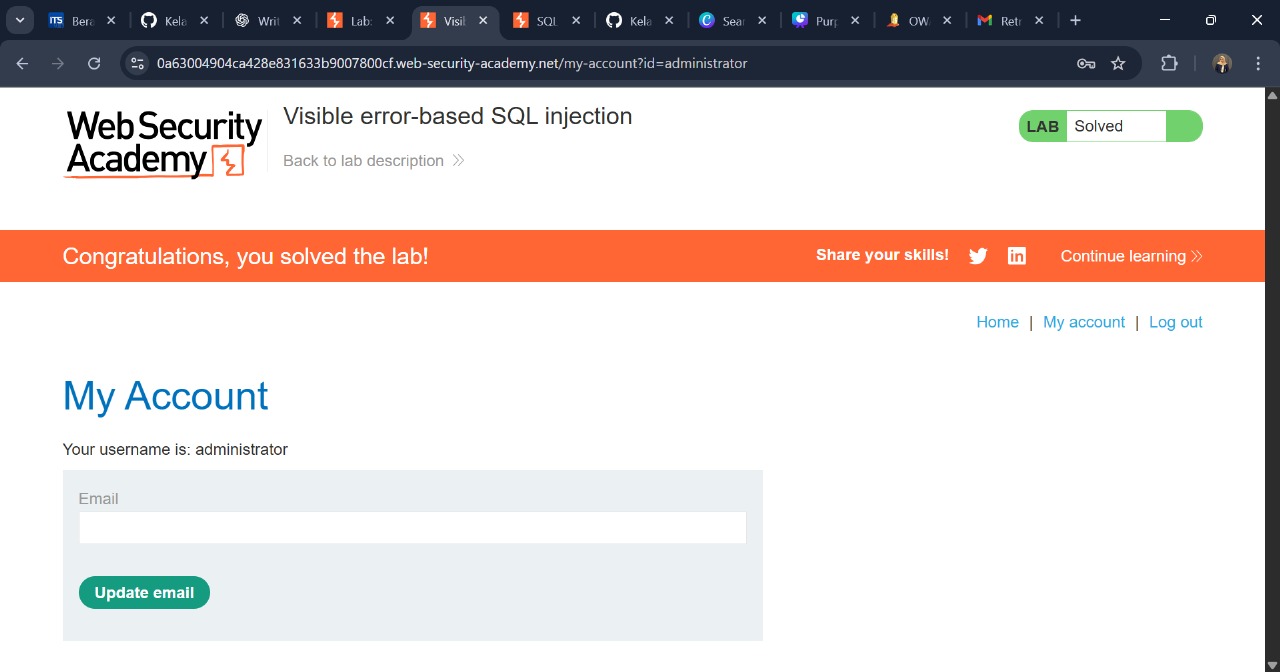 Bera
Kela
Writ
Lab:
Visil
SQL
Kela
Sear
Purp
OW
Retr
0a63004904ca428e831633b9007800cf.web-security-academy.net/my-account?id=administrator
Web Security
Academy
Visible error-based SQL injection
Back to lab description
LAB Solved
Congratulations, you solved the lab!
Share your skills!
Continue learning
Home | My account | Log out
My Account
Your username is: administrator
Email
Update email